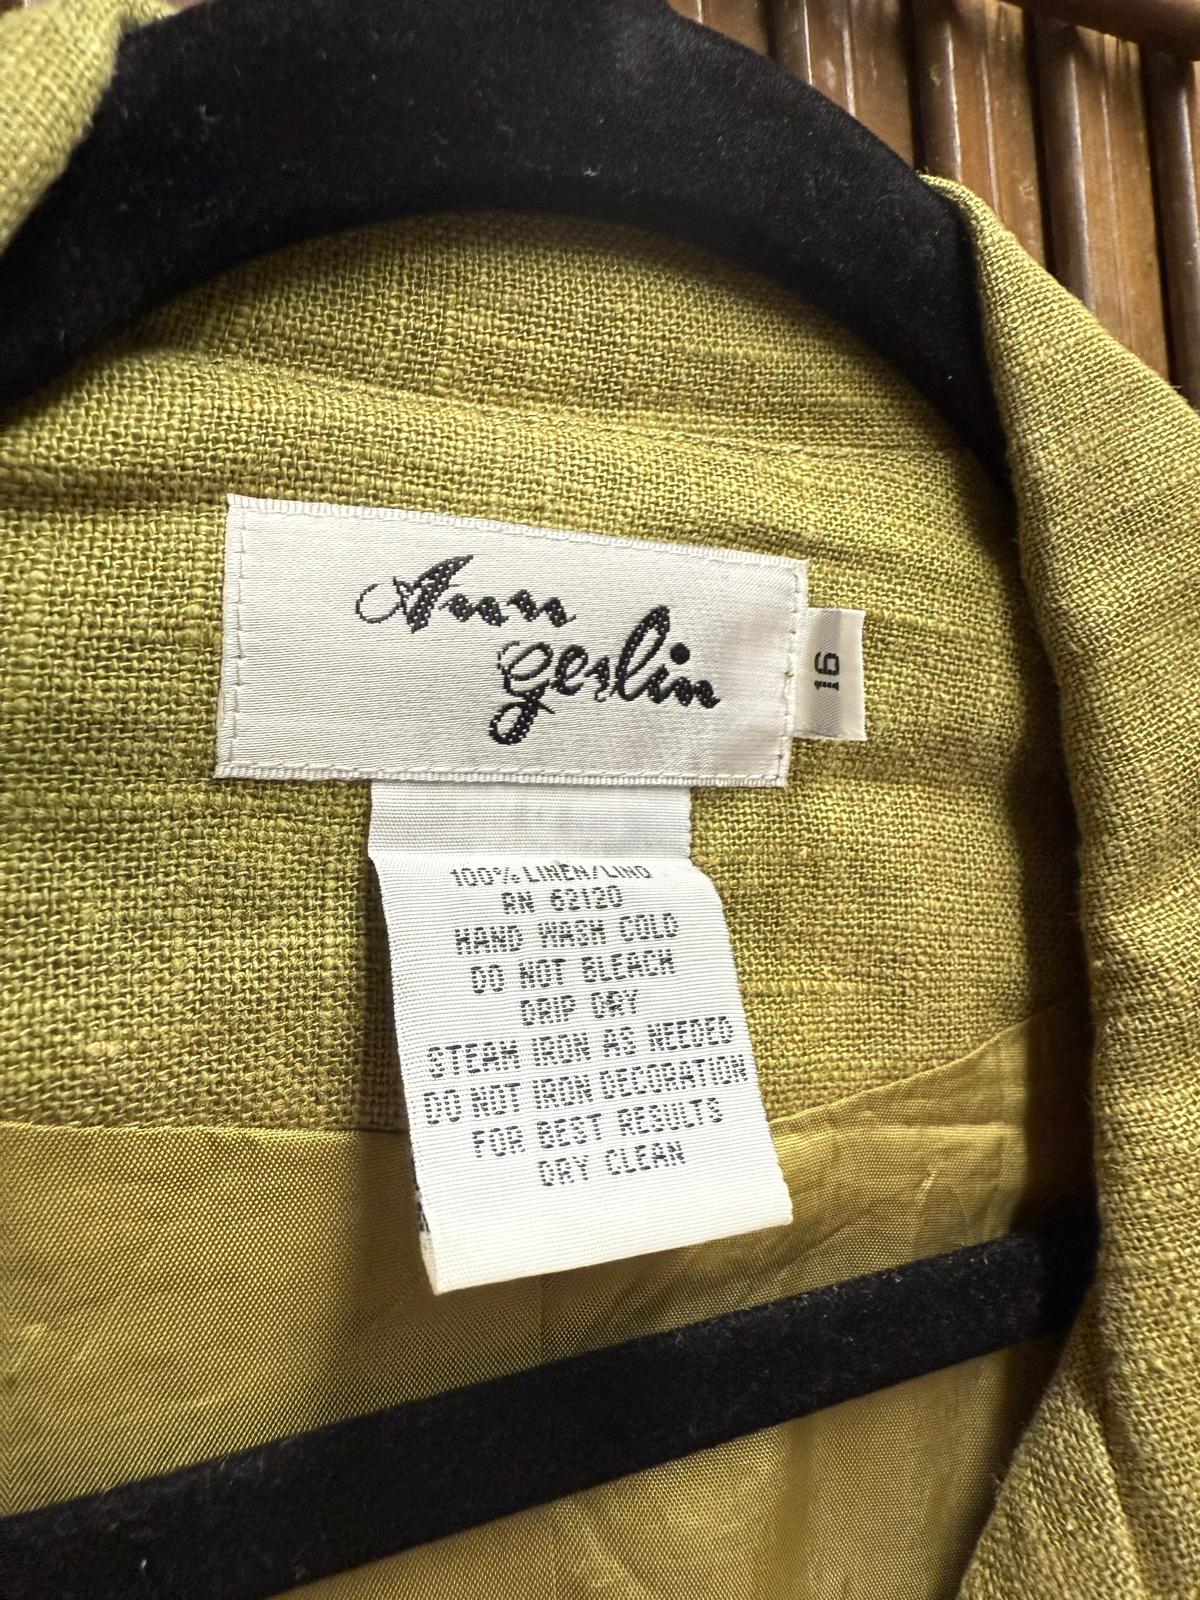 Ann
Geslin
16
100% LINEN/LINO
RN 62120
HAND WASH COLD
DO NOT BLEACH
DRIP DRY
STEAM IRON AS NEEDED
DO NOT IRON DECORATION
FOR BEST RESULTS
DRY CLEAN